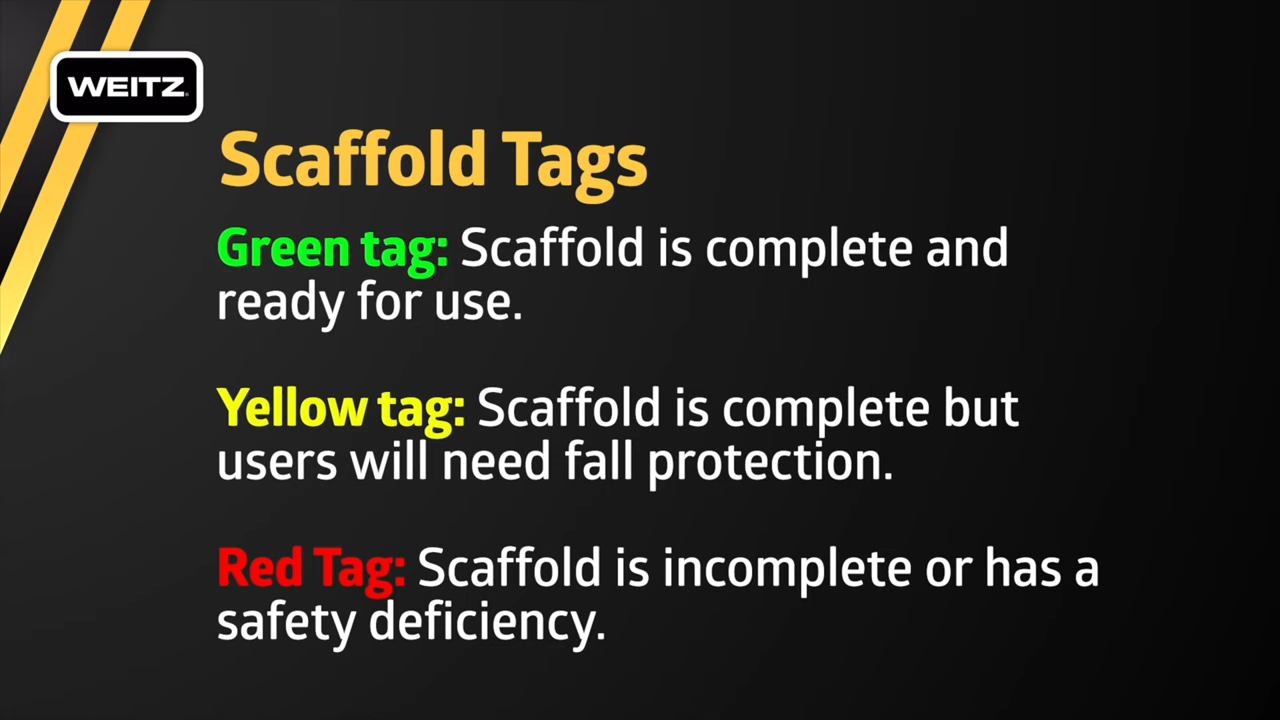 WEITZ
Scaffold Tags
Green tag: Scaffold is complete and
ready for use.
Yellow tag: Scaffold is complete but
users will need fall protection.
Red Tag: Scaffold is incomplete or has a
safety deficiency.